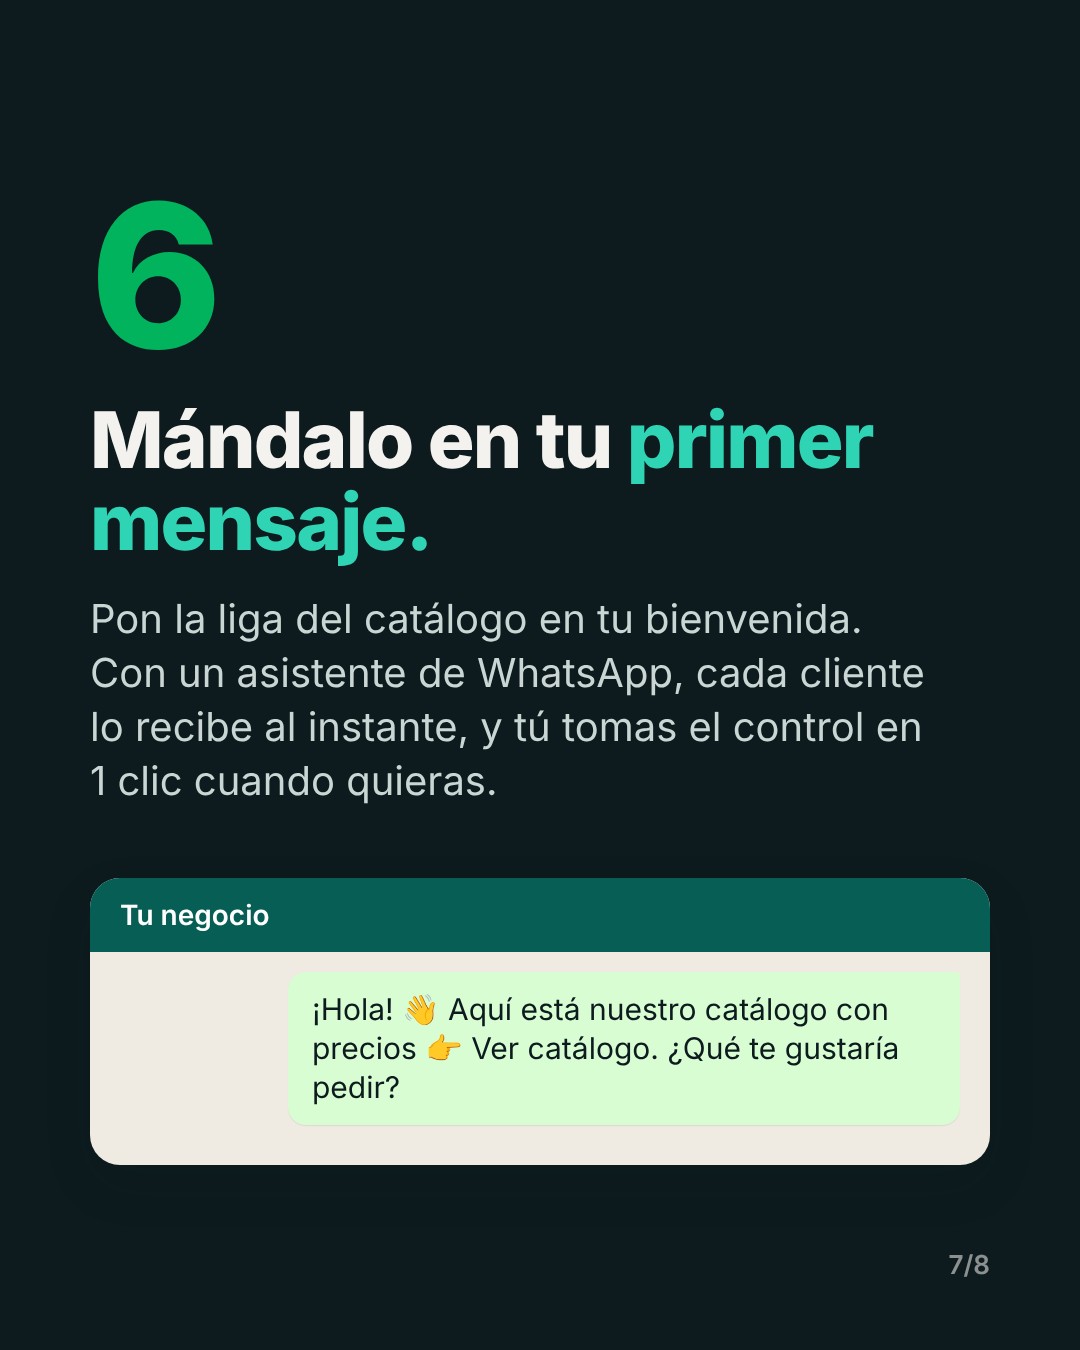 6
Mándalo en tu primer
mensaje.
Pon la liga del catálogo en tu bienvenida.
Con un asistente de WhatsApp, cada cliente
lo recibe al instante, y tú tomas el control en
1 clic cuando quieras.
Tu negocio
¡Hola! 👋 Aquí está nuestro catálogo con
precios 👉 Ver catálogo. ¿Qué te gustaría
pedir?
7/8